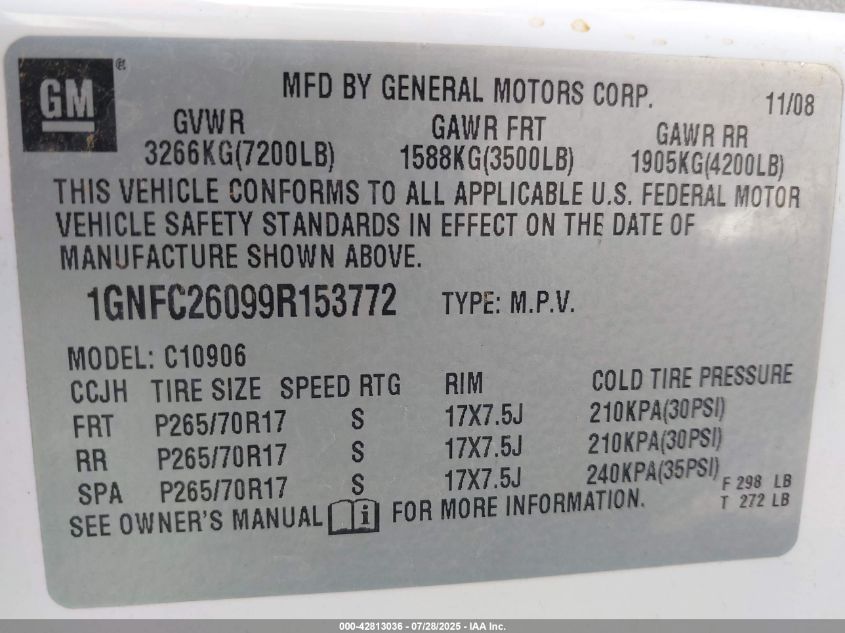 GM ®
MFD BY GENERAL MOTORS CORP.
11/08
GVWR GAWR FRT GAWR RR
3266KG(7200LB) 1588KG(3500LB) 1905KG(4200LB)
THIS VEHICLE CONFORMS TO ALL APPLICABLE U.S. FEDERAL MOTOR
VEHICLE SAFETY STANDARDS IN EFFECT ON THE DATE OF
MANUFACTURE SHOWN ABOVE.
1GNFC26099R153772 TYPE: M.P.V.
MODEL: C10906
CCJH TIRE SIZE SPEED RTG RIM COLD TIRE PRESSURE
FRT P265/70R17 S 17X7.5J 210KPA(30PSI)
RR P265/70R17 S 17X7.5J 210KPA(30PSI)
SPA P265/70R17 S 17X7.5J 240KPA(35PSI)
F 298 LB
T 272 LB
SEE OWNER'S MANUAL i FOR MORE INFORMATION.
000-42813036 - 07/28/2025 - IAA Inc.